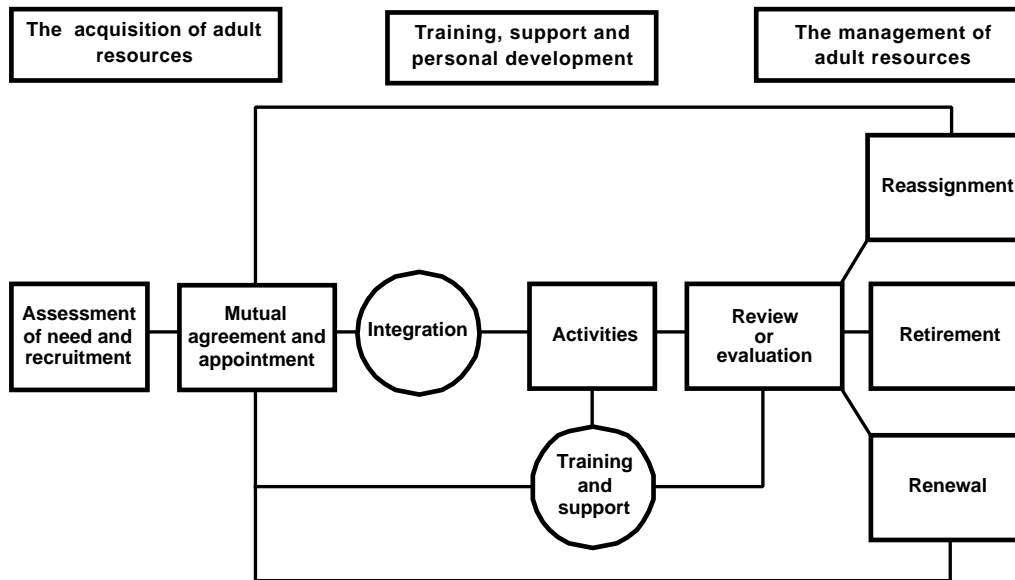 The acquisition of adult
resources
Training, support and
personal development
The management of
adult resources
Reassignment
Assessment
of need and
recruitment
Mutual
agreement and
appointment
Integration
Activities
Review
or
evaluation
Retirement
Training
and
support
Renewal